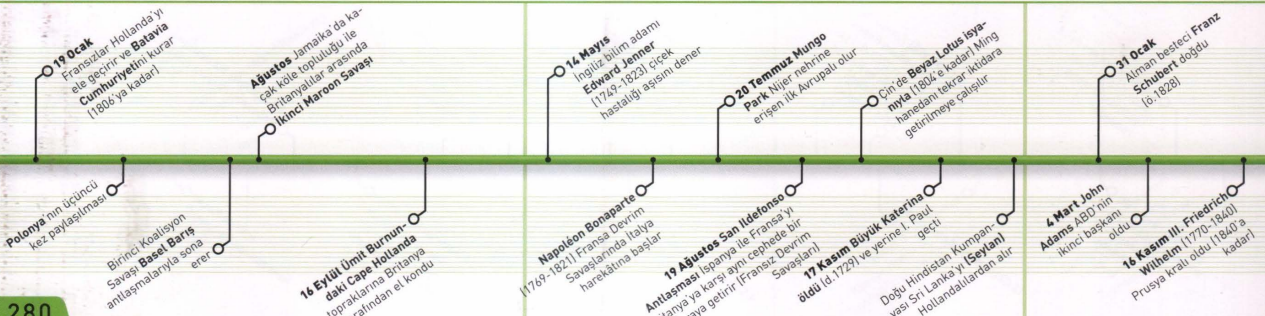 19 Ocak
Fransızlar Hollanda'yı
ele geçirir ve Batavia
Cumhuriyetini kurar
(1806'ya kadar)
Ağustos Jamaika'da ka-
çak köle topluluğu ile
Britanyalılar arasında
İkinci Maroon Savaşı
14 Mayıs
İngiliz bilim adamı
Edward Jenner
(1749-1823) çiçek
hastalığı aşısını dener
20 Temmuz Mungo
Park Nijer nehrine
erişen ilk Avrupalı olur
Çin'de Beyaz Lotus isya-
nıyla (1804'e kadar) Ming
hanedanı tekrar iktidara
getirilmeye çalışılır
31 Ocak
Alman besteci Franz
Schubert doğdu
(ö.1828)
Polonya'nın üçüncü
kez paylaşılması
Birinci Koalisyon
Savaşı Basel Barış
antlaşmalarıyla sona
erer
16 Eylül Ümit Burnun-
daki Cape Hollanda
topraklarına Britanya
rafından el kondu
Napoléon Bonaparte
(1769-1821) Fransa Devrim
Savaşlarında İtalya
harekâtına başlar
19 Ağustos San Ildefonso
Antlaşması İspanya ile Fransa'yı
itanya'ya karşı aynı cephede bir
raya getirir (Fransız Devrim
Savaşları)
17 Kasım Büyük Katerina
öldü (d.1729) ve yerine I. Paul
geçti
Doğu Hindistan Kumpan-
yası Sri Lanka'yı (Seylan)
Hollandalılardan alır
4 Mart John
Adams ABD'nin
ikinci başkanı
oldu
16 Kasım III. Friedrich
Wilhelm (1770-1840)
Prusya kralı oldu (1840'a
kadar)
280